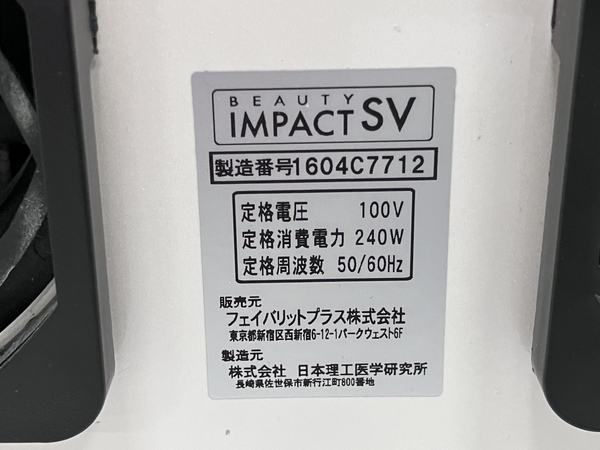 BEAUTY
IMPACT SV
製造番号1604C7712
定格電圧 100V
定格消費電力 240W
定格周波数 50/60Hz
販売元
フェイバリットプラス株式会社
東京都新宿区西新宿6-12-1パークウェスト6F
製造元
株式会社 日本理工医学研究所
長崎県佐世保市新行江町800番地